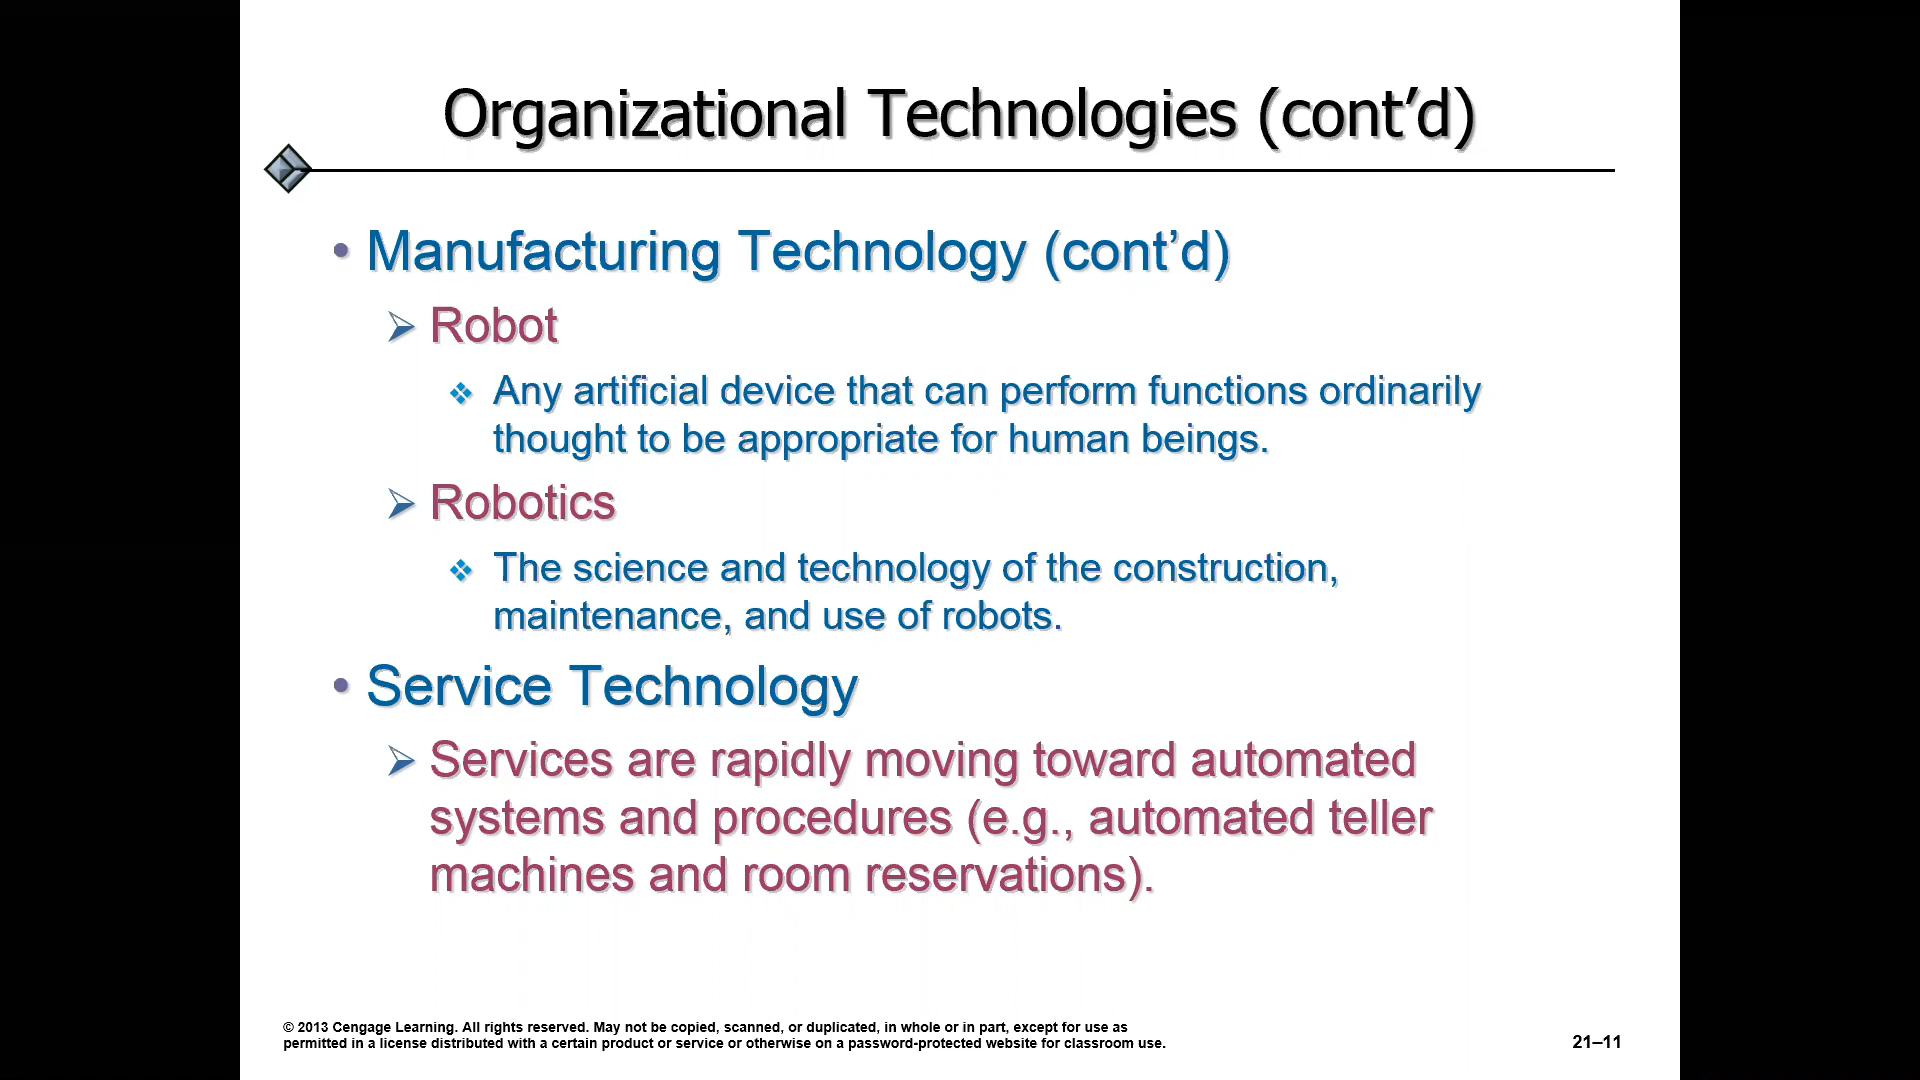 Organizational Technologies (cont’d)
• Manufacturing Technology (cont’d)
➢ Robot
❖ Any artificial device that can perform functions ordinarily
thought to be appropriate for human beings.
➢ Robotics
❖ The science and technology of the construction,
maintenance, and use of robots.
• Service Technology
➢ Services are rapidly moving toward automated
systems and procedures (e.g., automated teller
machines and room reservations).
© 2013 Cengage Learning. All rights reserved. May not be copied, scanned, or duplicated, in whole or in part, except for use as
permitted in a license distributed with a certain product or service or otherwise on a password-protected website for classroom use.
21–11